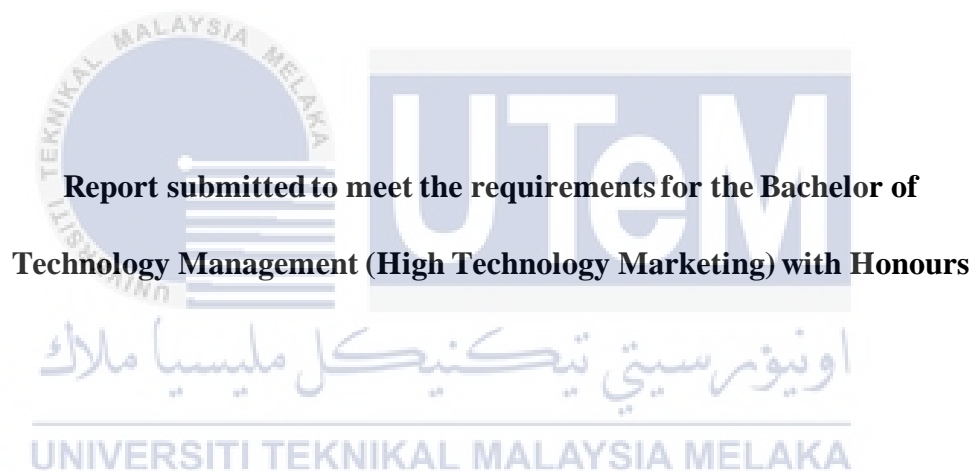 UNIVERSITI TEKNIKAL MALAYSIA MELAKA
UTeM
Report submitted to meet the requirements for the Bachelor of
Technology Management (High Technology Marketing) with Honours
اونيۏرسيتي تيكنيكل مليسيا ملاك
UNIVERSITI TEKNIKAL MALAYSIA MELAKA